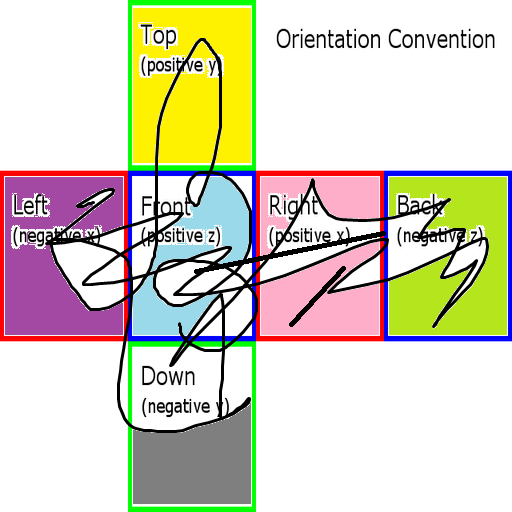 Top
(positive y)
Orientation Convention
Left
(negative x)
Front
(positive z)
Right
(positive x)
Back
(negative z)
Down
(negative y)